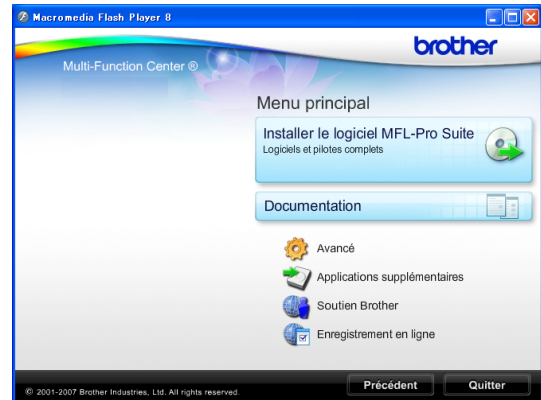 Macromedia Flash Player 8
brother
Multi-Function Center ®
Menu principal
Installer le logiciel MFL-Pro Suite
Logiciels et pilotes complets
Documentation
Avancé
Applications supplémentaires
Soutien Brother
Enregistrement en ligne
© 2001-2007 Brother Industries, Ltd. All rights reserved.
Précédent
Quitter